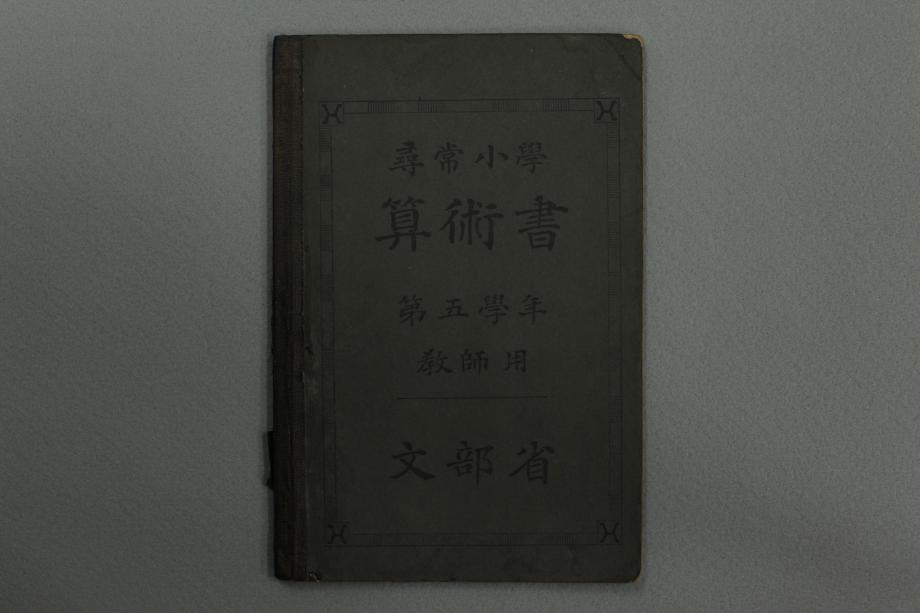 尋常小學
算術書
第五學年
教師用
文部省